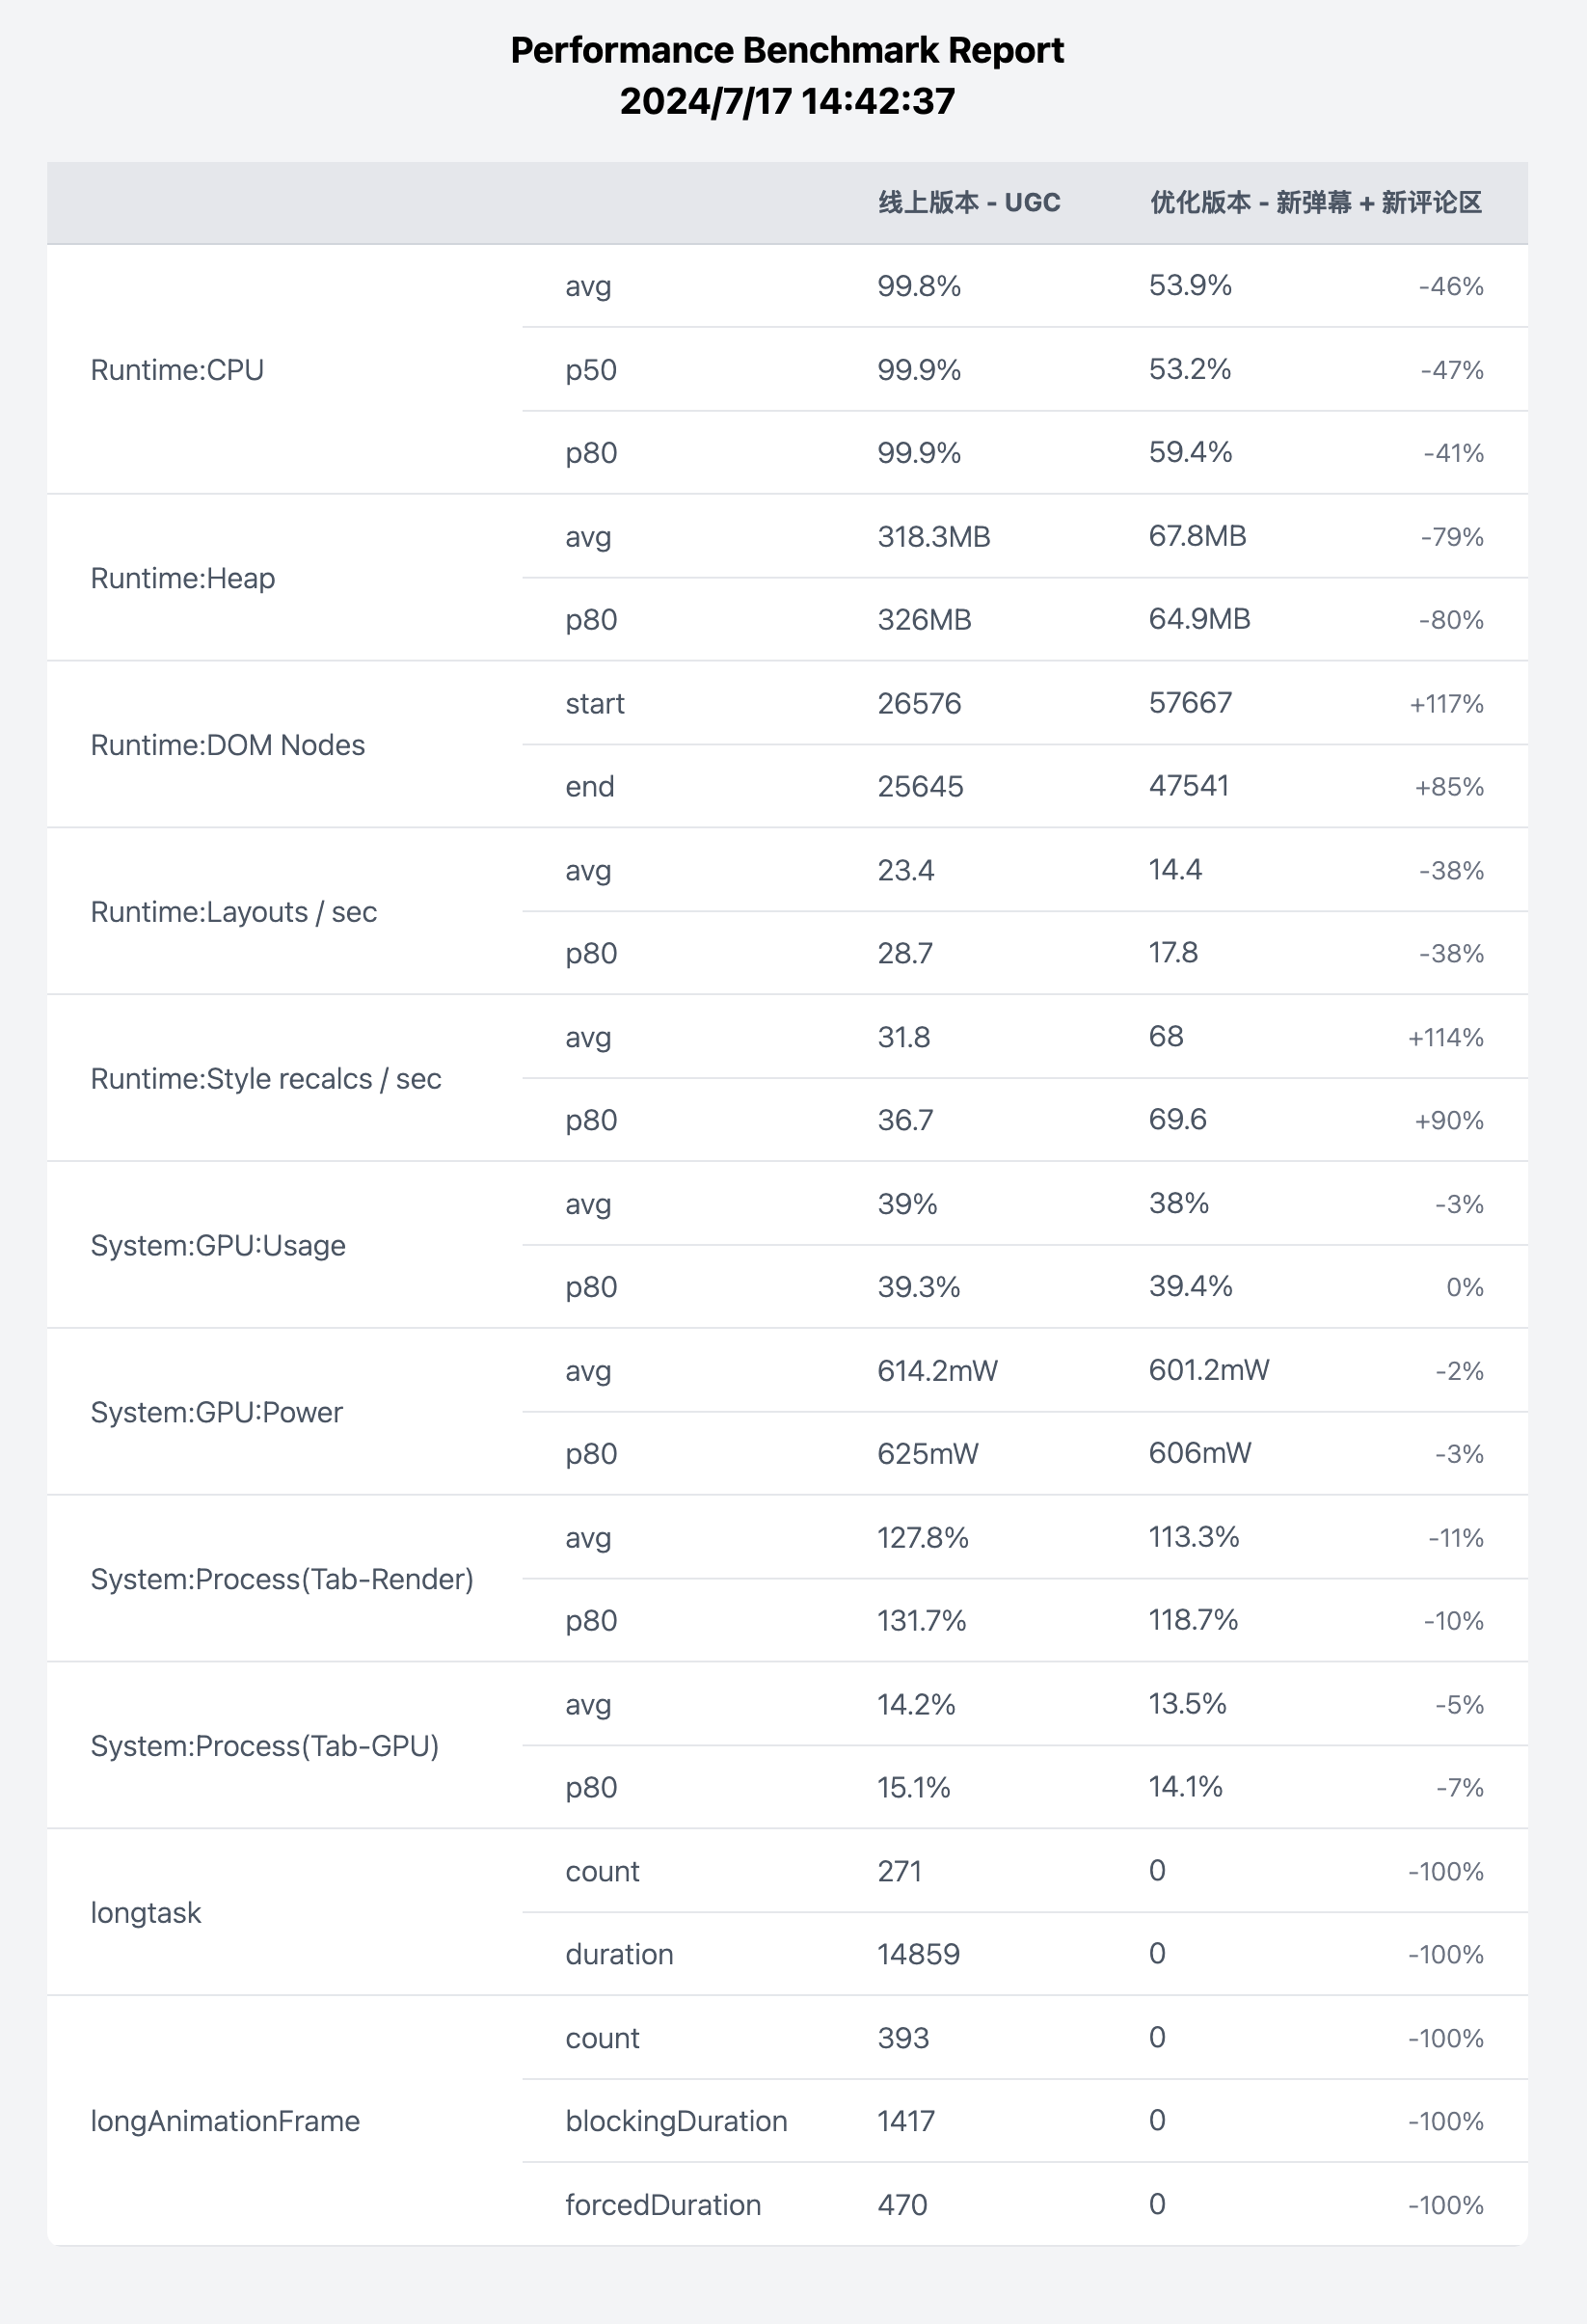 Performance Benchmark Report
2024/7/17 14:42:37
线上版本 - UGC 优化版本 - 新弹幕 + 新评论区
Runtime:CPU
avg 99.8% 53.9% -46%
p50 99.9% 53.2% -47%
p80 99.9% 59.4% -41%
Runtime:Heap
avg 318.3MB 67.8MB -79%
p80 326MB 64.9MB -80%
Runtime:DOM Nodes
start 26576 57667 +117%
end 25645 47541 +85%
Runtime:Layouts / sec
avg 23.4 14.4 -38%
p80 28.7 17.8 -38%
Runtime:Style recalcs / sec
avg 31.8 68 +114%
p80 36.7 69.6 +90%
System:GPU:Usage
avg 39% 38% -3%
p80 39.3% 39.4% 0%
System:GPU:Power
avg 614.2mW 601.2mW -2%
p80 625mW 606mW -3%
System:Process(Tab-Render)
avg 127.8% 113.3% -11%
p80 131.7% 118.7% -10%
System:Process(Tab-GPU)
avg 14.2% 13.5% -5%
p80 15.1% 14.1% -7%
longtask
count 271 0 -100%
duration 14859 0 -100%
longAnimationFrame
count 393 0 -100%
blockingDuration 1417 0 -100%
forcedDuration 470 0 -100%